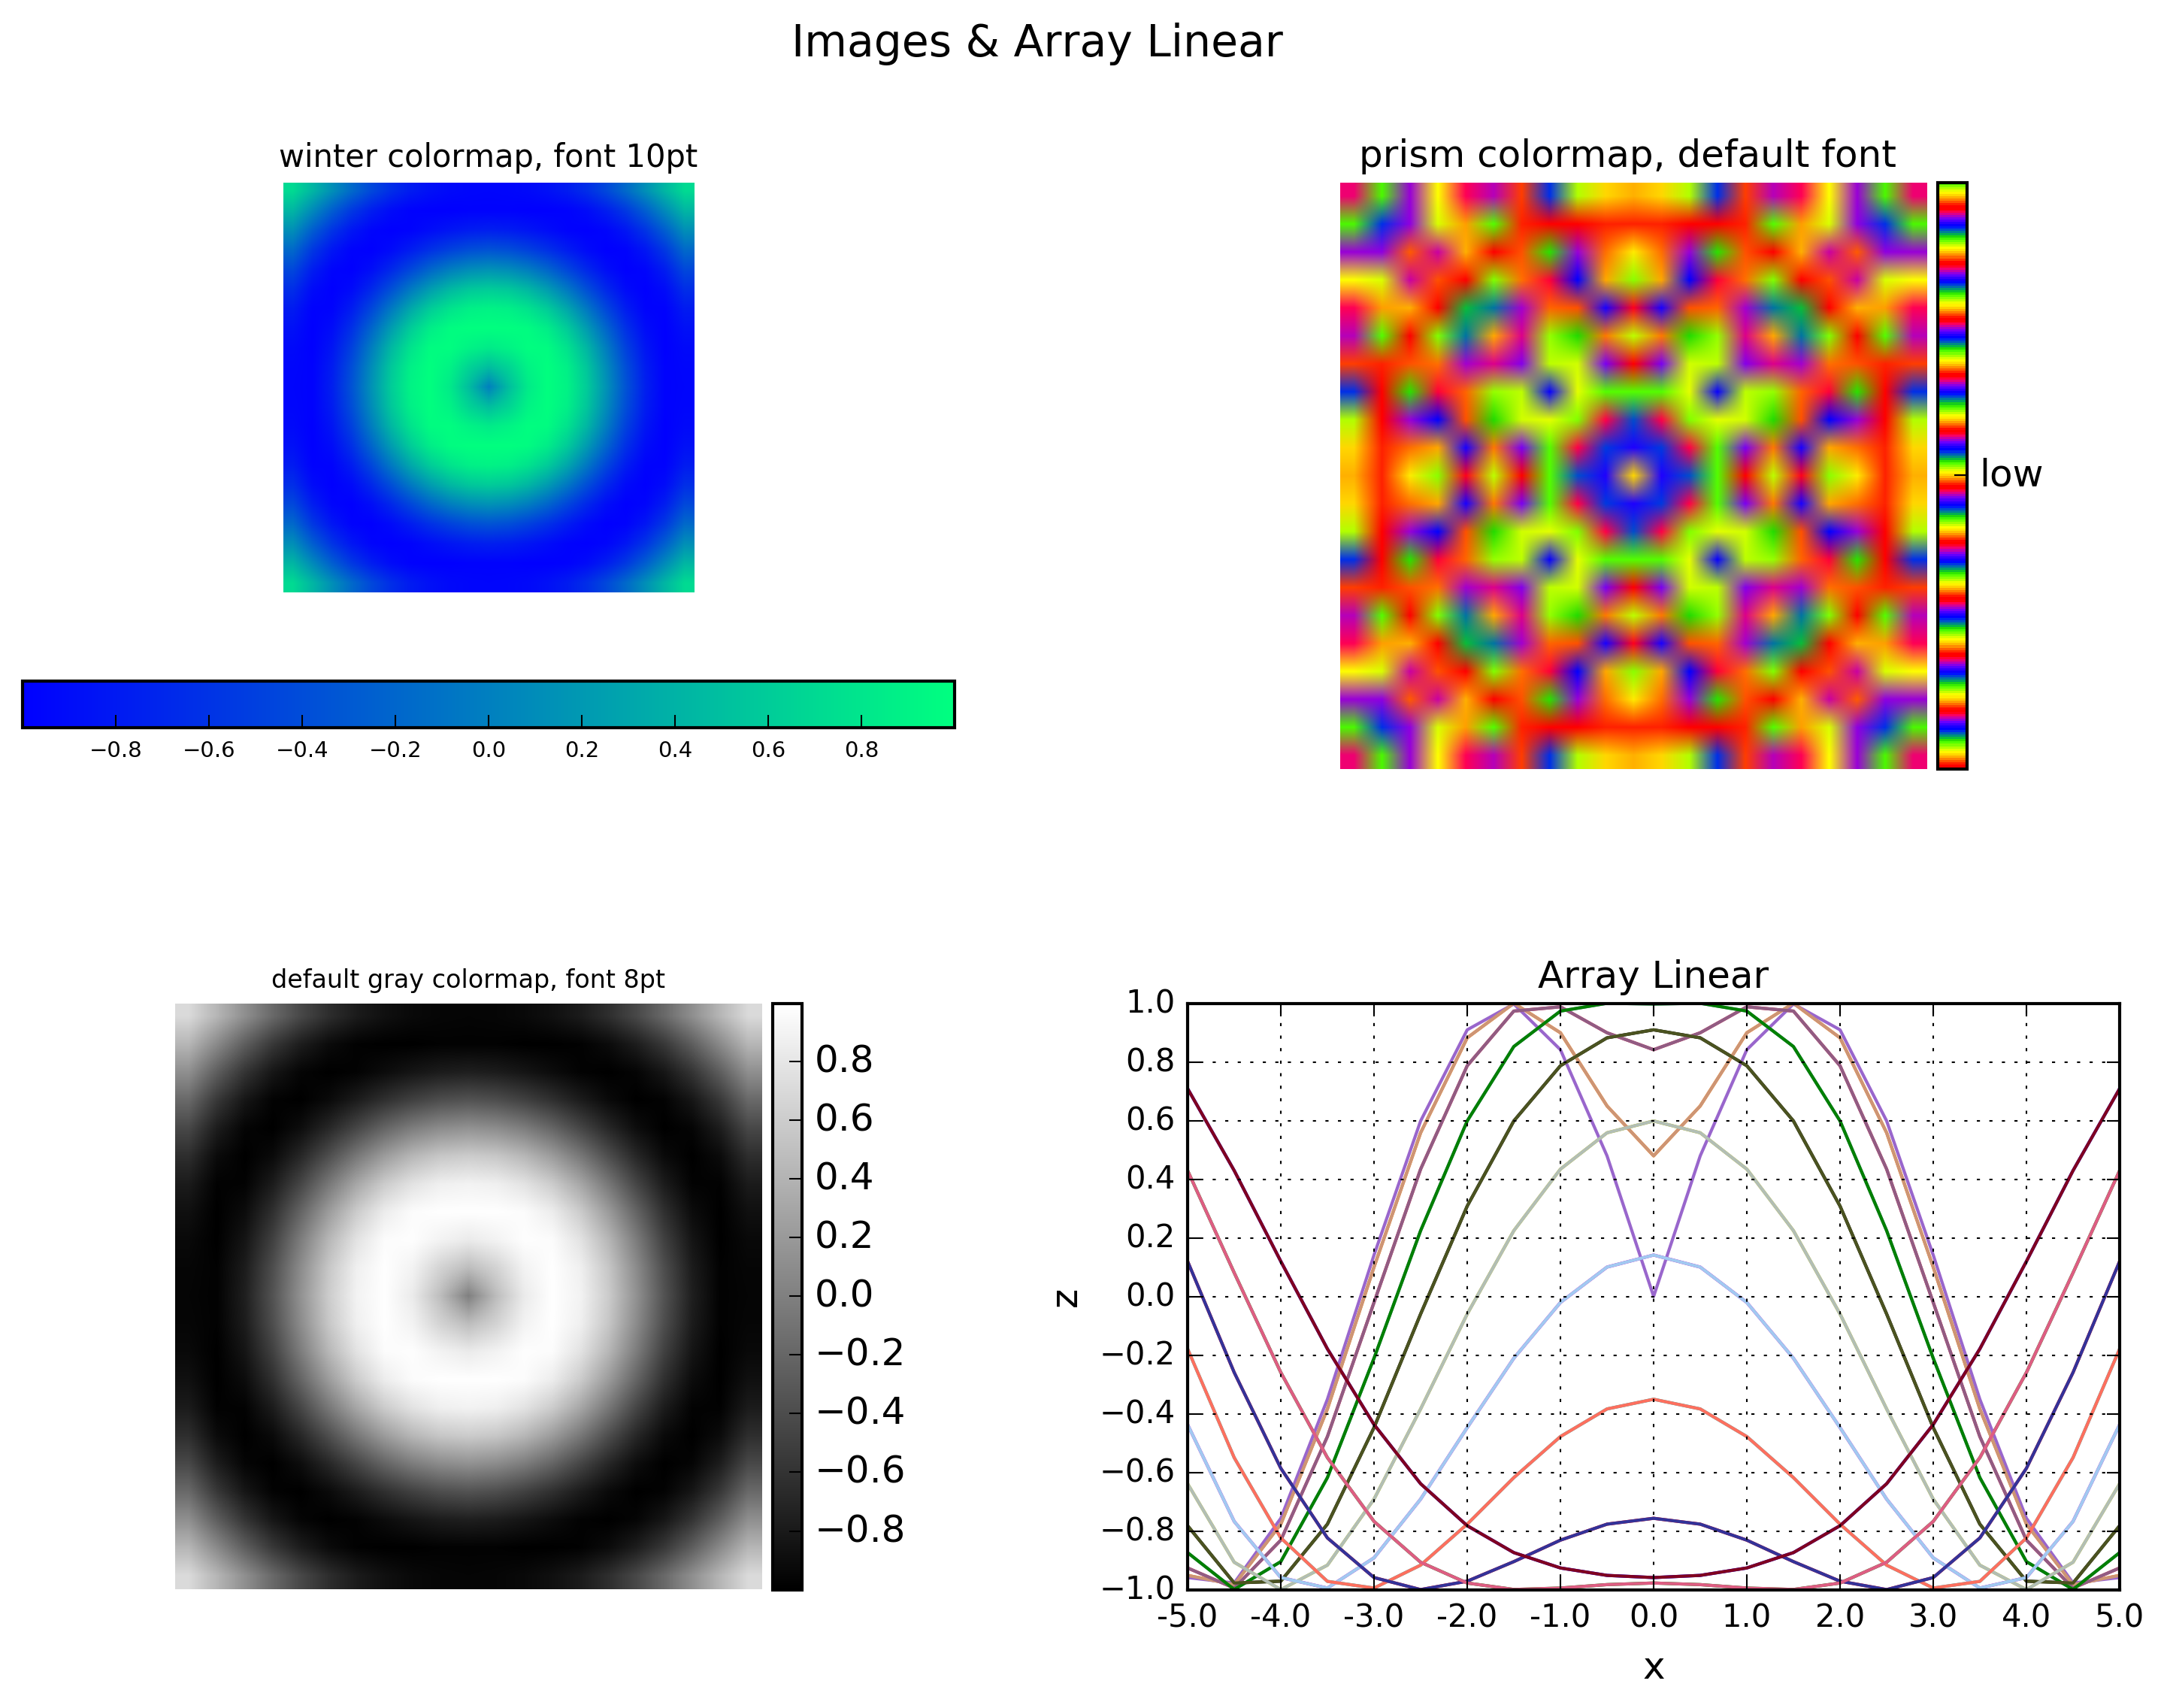 Images & Array Linear
winter colormap, font 10pt
−0.8 −0.6 −0.4 −0.2 0.0 0.2 0.4 0.6 0.8
prism colormap, default font
low
default gray colormap, font 8pt
0.8
0.6
0.4
0.2
0.0
−0.2
−0.4
−0.6
−0.8
Array Linear
1.0
0.8
0.6
0.4
0.2
0.0
−0.2
−0.4
−0.6
−0.8
−1.0
z
-5.0 -4.0 -3.0 -2.0 -1.0 0.0 1.0 2.0 3.0 4.0 5.0
x